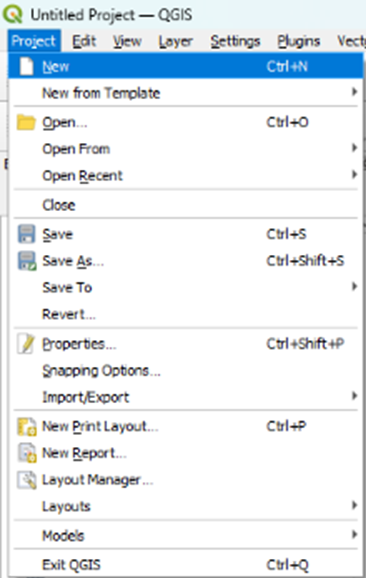 Untitled Project — QGIS
Project Edit View Layer Settings Plugins Vect
New Ctrl+N
New from Template
Open... Ctrl+O
Open From
Open Recent
Close
Save Ctrl+S
Save As... Ctrl+Shift+S
Save To
Revert...
Properties... Ctrl+Shift+P
Snapping Options...
Import/Export
New Print Layout... Ctrl+P
New Report...
Layout Manager...
Layouts
Models
Exit QGIS Ctrl+Q